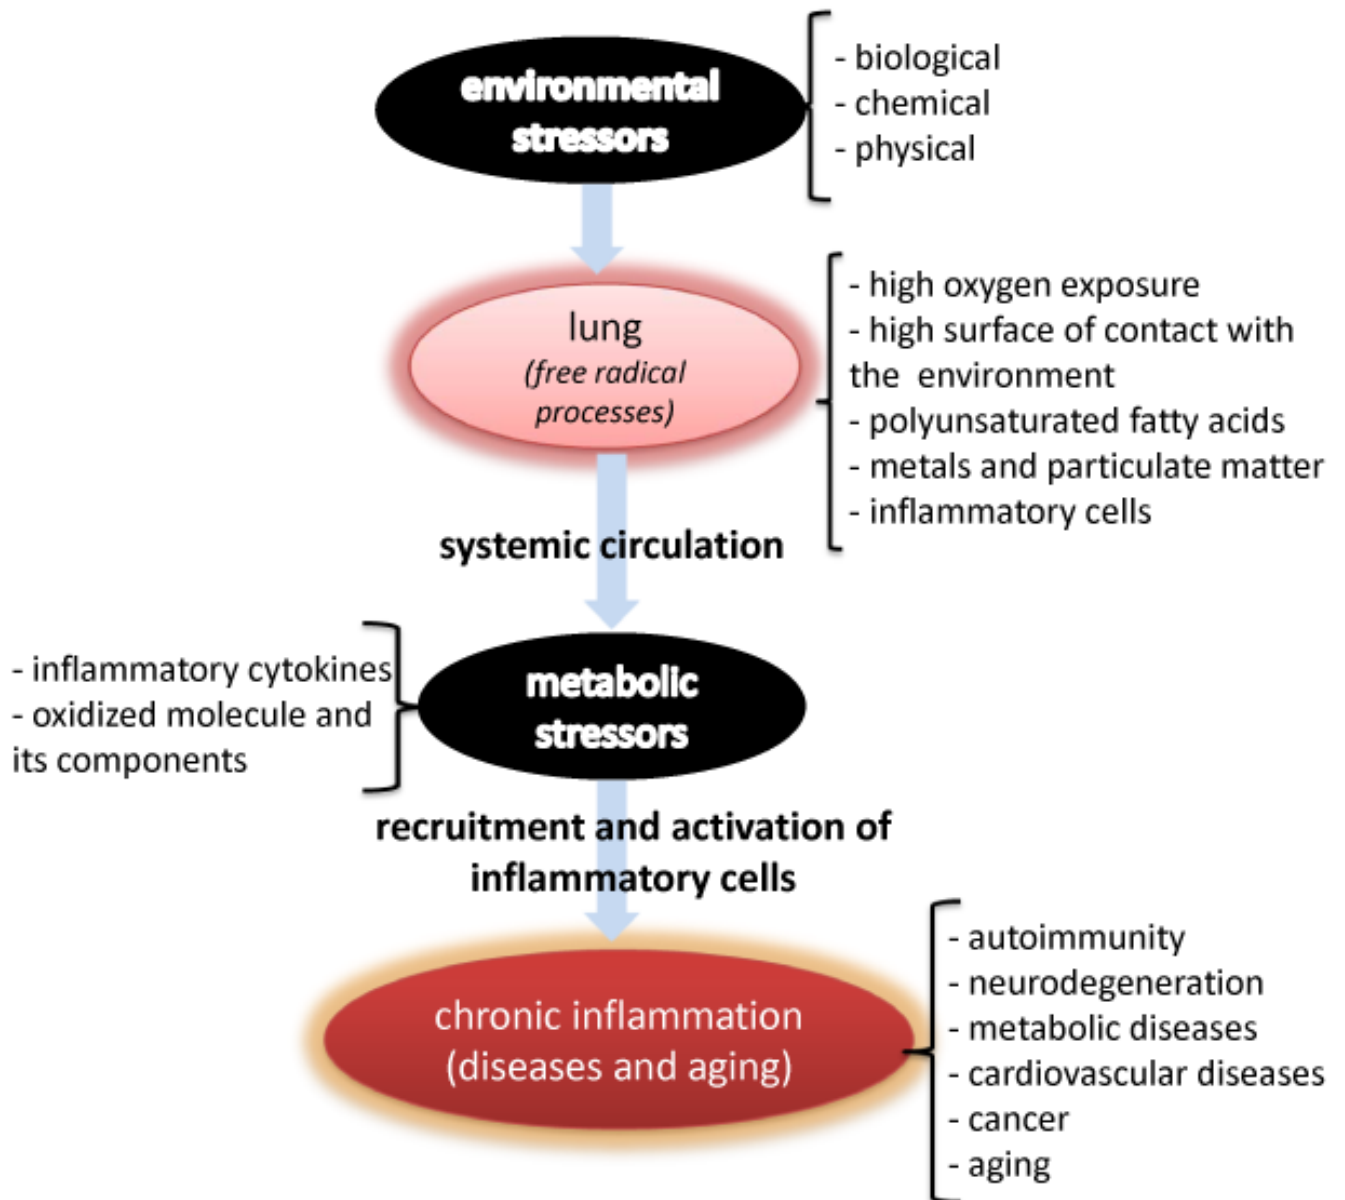 environmental
stressors
- biological
- chemical
- physical
lung
(free radical
processes)
- high oxygen exposure
- high surface of contact with
the environment
- polyunsaturated fatty acids
- metals and particulate matter
- inflammatory cells
systemic circulation
- inflammatory cytokines
- oxidized molecule and
its components
metabolic
stressors
recruitment and activation of
inflammatory cells
chronic inflammation
(diseases and aging)
- autoimmunity
- neurodegeneration
- metabolic diseases
- cardiovascular diseases
- cancer
- aging